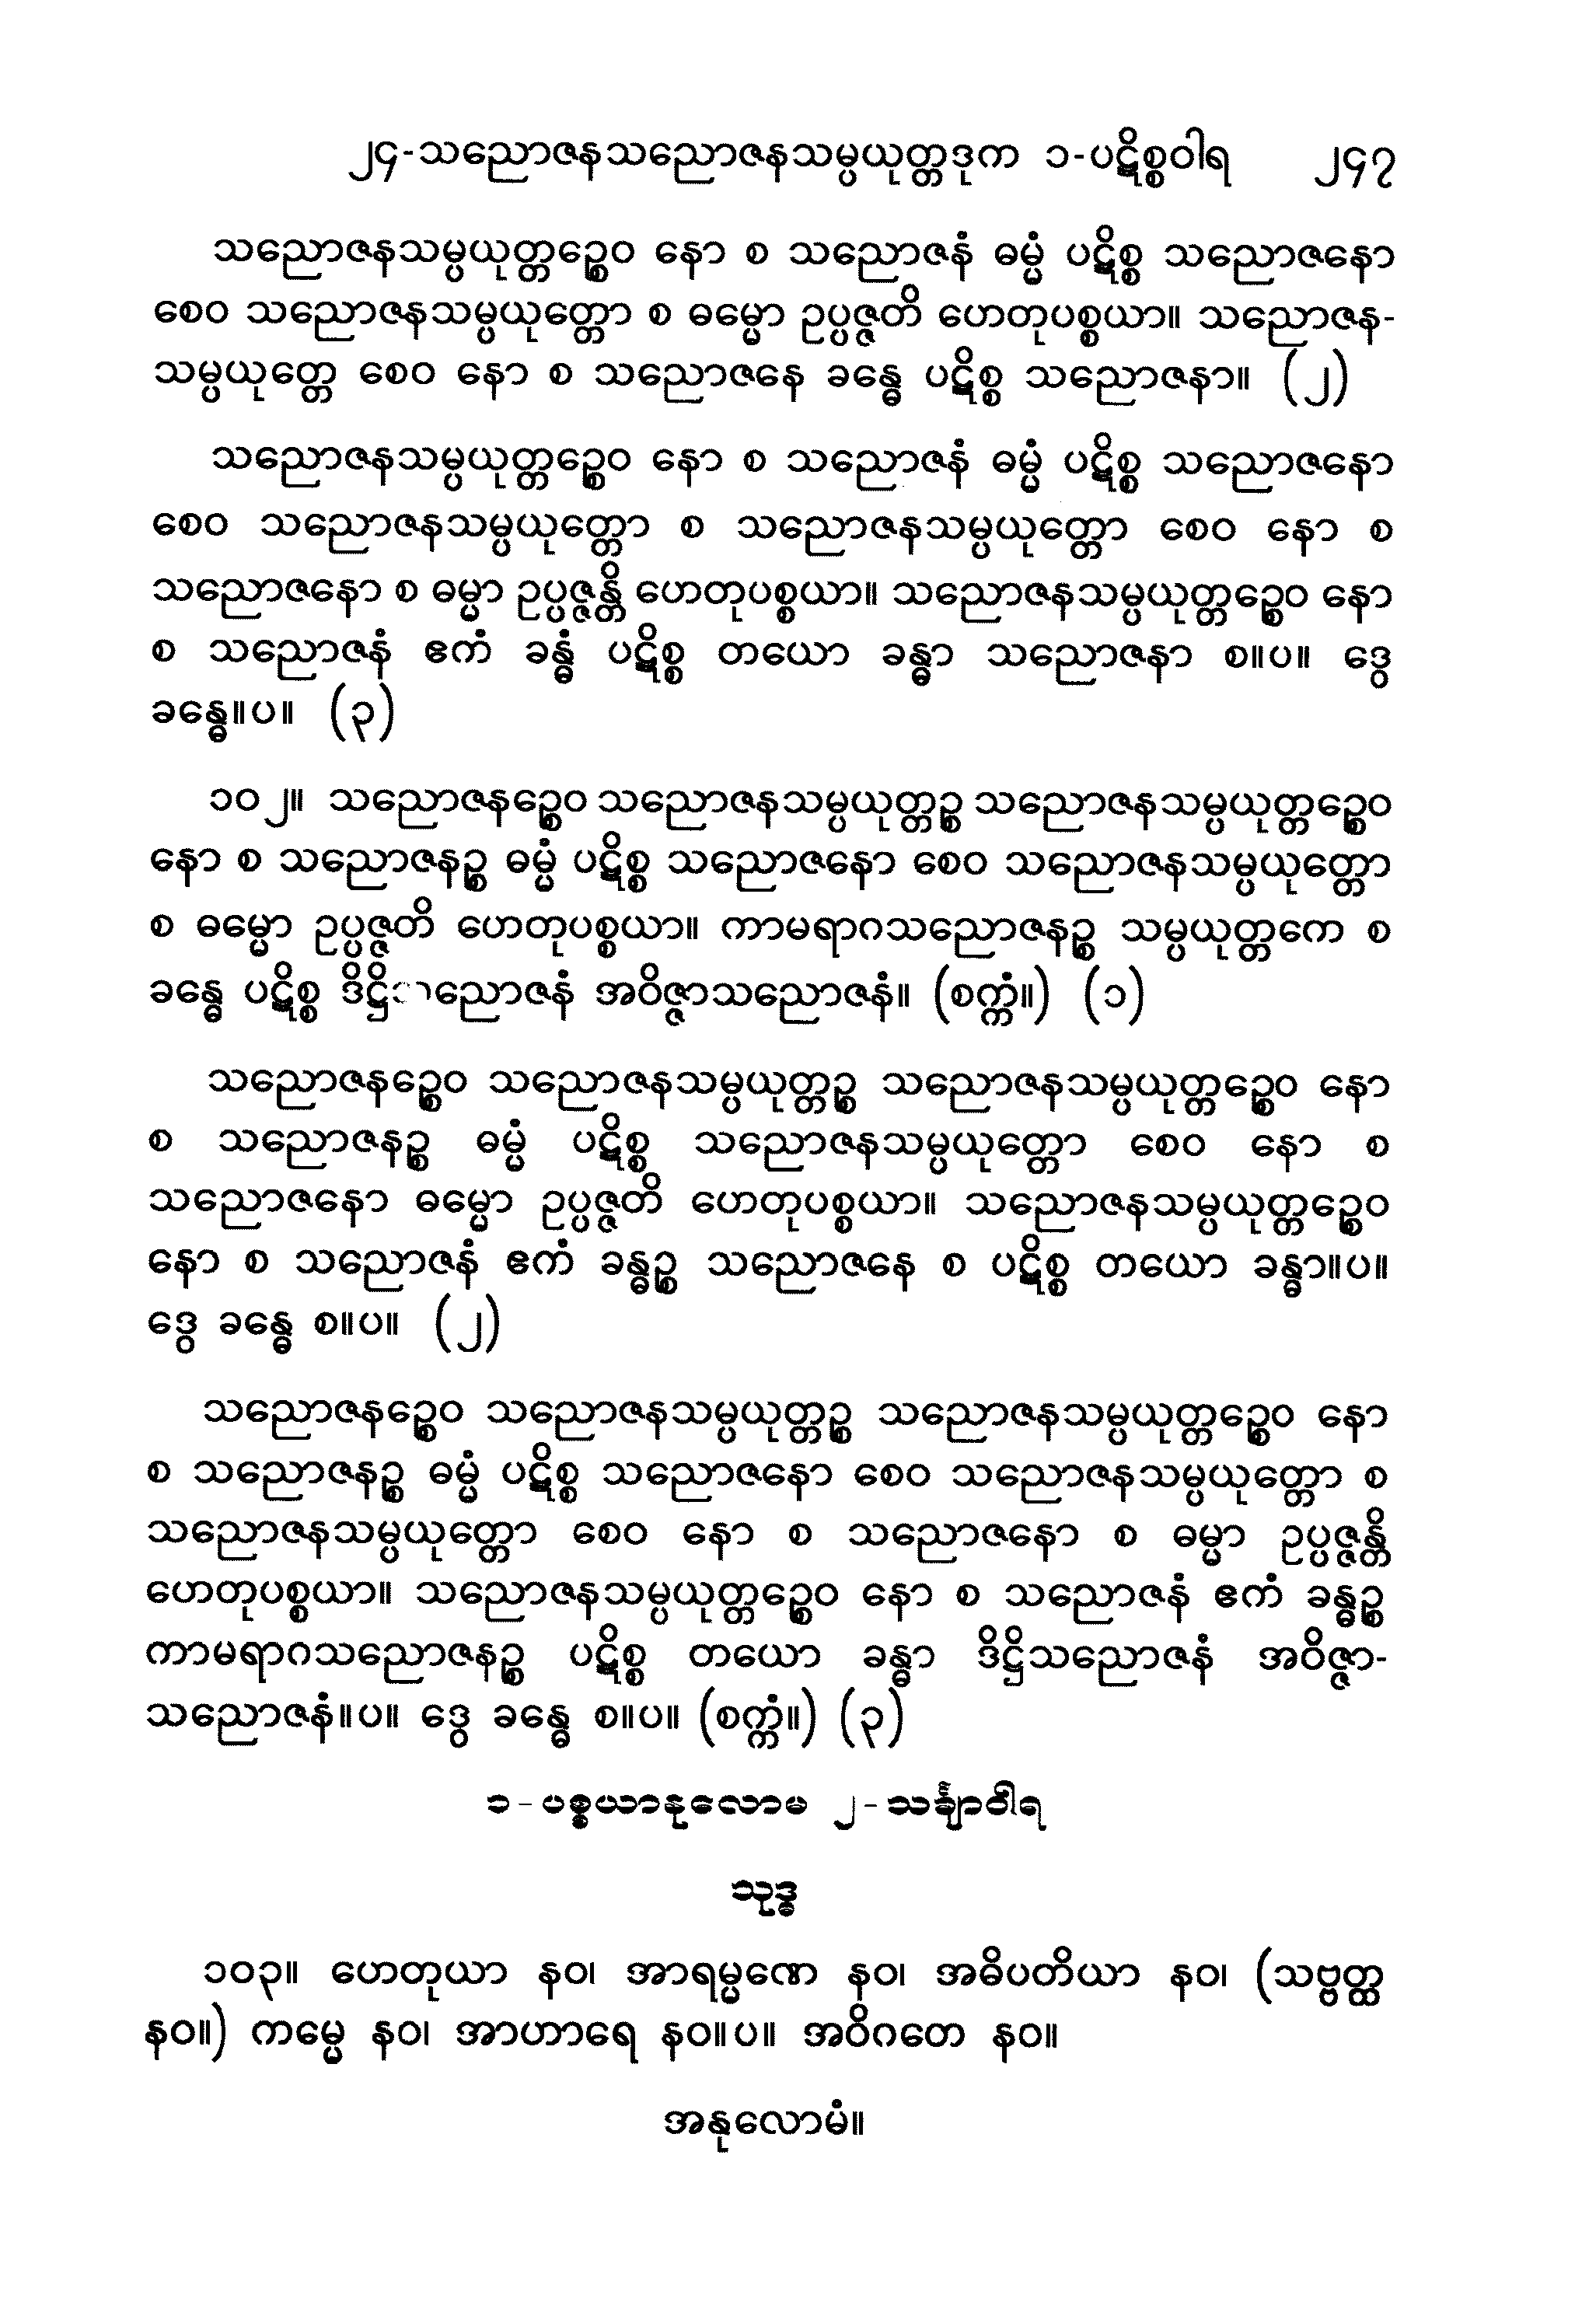 ၂၄-သညောဇနသညောဇနသမ္ပယုတ္တဒုက ၁-ပဋိစ္စဝါရ ၂၄၇
သညောဇနသမ္ပယုတ္တဉ္စေဝ နော စ သညောဇနံ ဓမ္မံ ပဋိစ္စ သညောဇနော
စေဝ သညောဇနသမ္ပယုတ္တော စ ဓမ္မော ဥပ္ပဇ္ဇတိ ဟေတုပစ္စယာ။ သညောဇန-
သမ္ပယုတ္တေ စေဝ နော စ သညောဇနေ ခန္ဓေ ပဋိစ္စ သညောဇနာ။ (၂)
သညောဇနသမ္ပယုတ္တဉ္စေဝ နော စ သညောဇနံ ဓမ္မံ ပဋိစ္စ သညောဇနော
စေဝ သညောဇနသမ္ပယုတ္တော စ သညောဇနသမ္ပယုတ္တော စေဝ နော စ
သညောဇနော စ ဓမ္မာ ဥပ္ပဇ္ဇန္တိ ဟေတုပစ္စယာ။ သညောဇနသမ္ပယုတ္တဉ္စေဝ နော
စ သညောဇနံ ဧကံ ခန္ဓံ ပဋိစ္စ တယော ခန္ဓာ သညောဇနာ စ။ပ။ ဒွေ
ခန္ဓေ။ပ။ (၃)
၁၀၂။ သညောဇနဉ္စေဝ သညောဇနသမ္ပယုတ္တဉ္စ သညောဇနသမ္ပယုတ္တဉ္စေဝ
နော စ သညောဇနဉ္စ ဓမ္မံ ပဋိစ္စ သညောဇနော စေဝ သညောဇနသမ္ပယုတ္တော
စ ဓမ္မော ဥပ္ပဇ္ဇတိ ဟေတုပစ္စယာ။ ကာမရာဂသညောဇနဉ္စ သမ္ပယုတ္တကေ စ
ခန္ဓေ ပဋိစ္စ ဒိဋ္ဌိသညောဇနံ အဝိဇ္ဇာသညောဇနံ။ (စက္ကံ။) (၁)
သညောဇနဉ္စေဝ သညောဇနသမ္ပယုတ္တဉ္စ သညောဇနသမ္ပယုတ္တဉ္စေဝ နော
စ သညောဇနဉ္စ ဓမ္မံ ပဋိစ္စ သညောဇနသမ္ပယုတ္တော စေဝ နော စ
သညောဇနော ဓမ္မော ဥပ္ပဇ္ဇတိ ဟေတုပစ္စယာ။ သညောဇနသမ္ပယုတ္တဉ္စေဝ
နော စ သညောဇနံ ဧကံ ခန္ဓဉ္စ သညောဇနေ စ ပဋိစ္စ တယော ခန္ဓာ။ပ။
ဒွေ ခန္ဓေ စ။ပ။ (၂)
သညောဇနဉ္စေဝ သညောဇနသမ္ပယုတ္တဉ္စ သညောဇနသမ္ပယုတ္တဉ္စေဝ နော
စ သညောဇနဉ္စ ဓမ္မံ ပဋိစ္စ သညောဇနော စေဝ သညောဇနသမ္ပယုတ္တော စ
သညောဇနသမ္ပယုတ္တော စေဝ နော စ သညောဇနော စ ဓမ္မာ ဥပ္ပဇ္ဇန္တိ
ဟေတုပစ္စယာ။ သညောဇနသမ္ပယုတ္တဉ္စေဝ နော စ သညောဇနံ ဧကံ ခန္ဓဉ္စ
ကာမရာဂသညောဇနဉ္စ ပဋိစ္စ တယော ခန္ဓာ ဒိဋ္ဌိသညောဇနံ အဝိဇ္ဇာ-
သညောဇနံ။ပ။ ဒွေ ခန္ဓေ စ။ပ။ (စက္ကံ။) (၃)
၁-ပစ္စယာနုလောမ ၂-သင်္ချာဝါရ
သုဒ္ဓ
၁၀၃။ ဟေတုယာ နဝ၊ အာရမ္မဏေ နဝ၊ အဓိပတိယာ နဝ၊ (သဗ္ဗတ္ထ
နဝ။) ကမ္မေ နဝ၊ အာဟာရေ နဝ။ပ။ အဝိဂတေ နဝ။
အနုလောမံ။